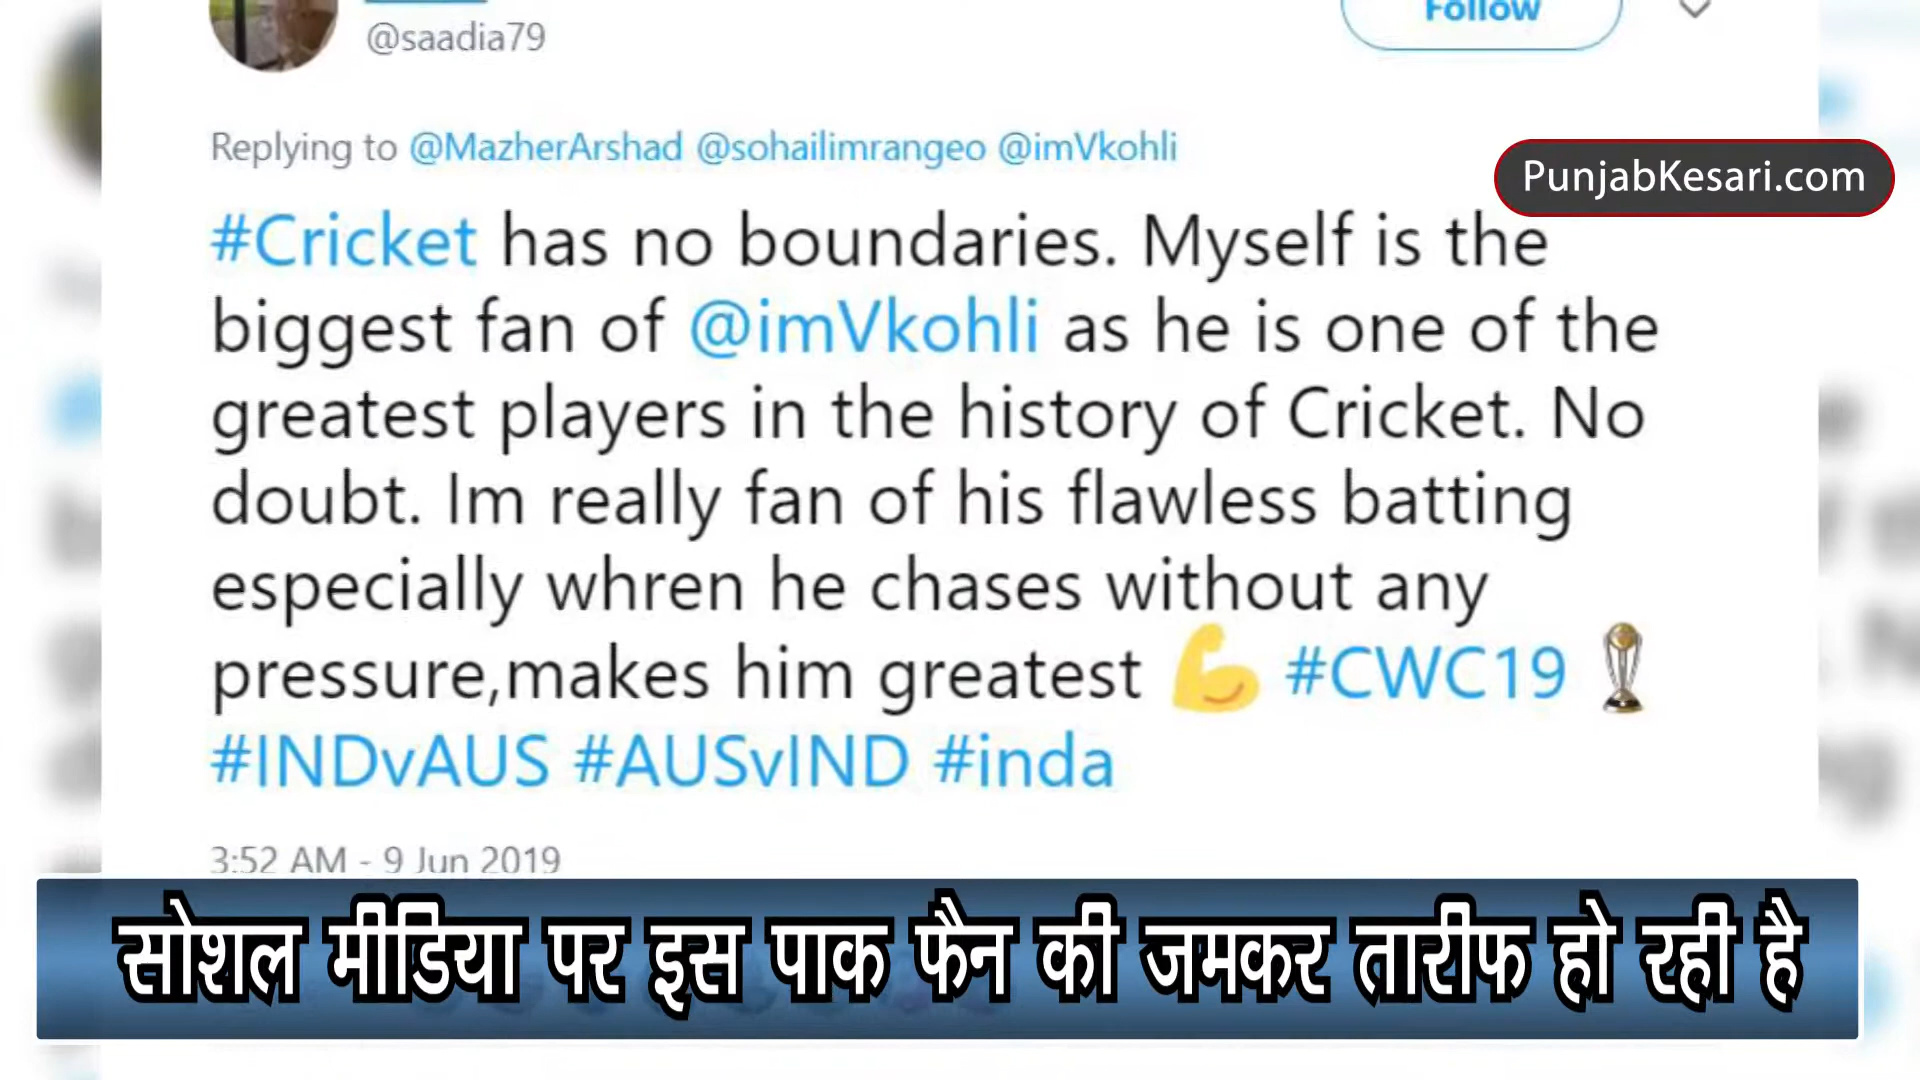 Follow
@saadia79
Replying to @MazherArshad @sohailimrangeo @imVkohli
PunjabKesari.com
#Cricket has no boundaries. Myself is the
biggest fan of @imVkohli as he is one of the
greatest players in the history of Cricket. No
doubt. Im really fan of his flawless batting
especially whren he chases without any
pressure,makes him greatest 💪 #CWC19
#INDvAUS #AUSvIND #inda
3:52 AM - 9 Jun 2019
सोशल मीडिया पर इस पाक फैन की जमकर तारीफ हो रही है